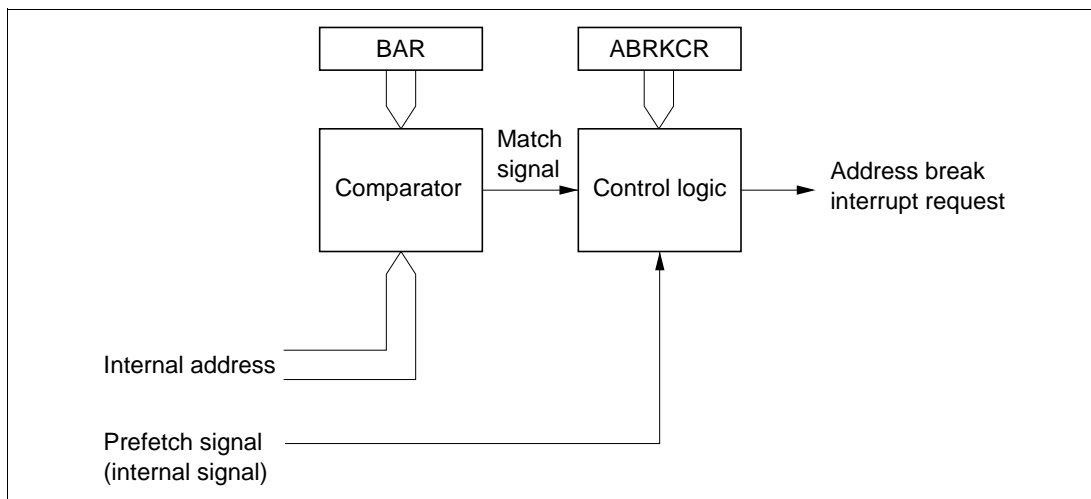 BAR
ABRKCR
Match
signal
Comparator
Control logic
Address break
interrupt request
Internal address
Prefetch signal
(internal signal)